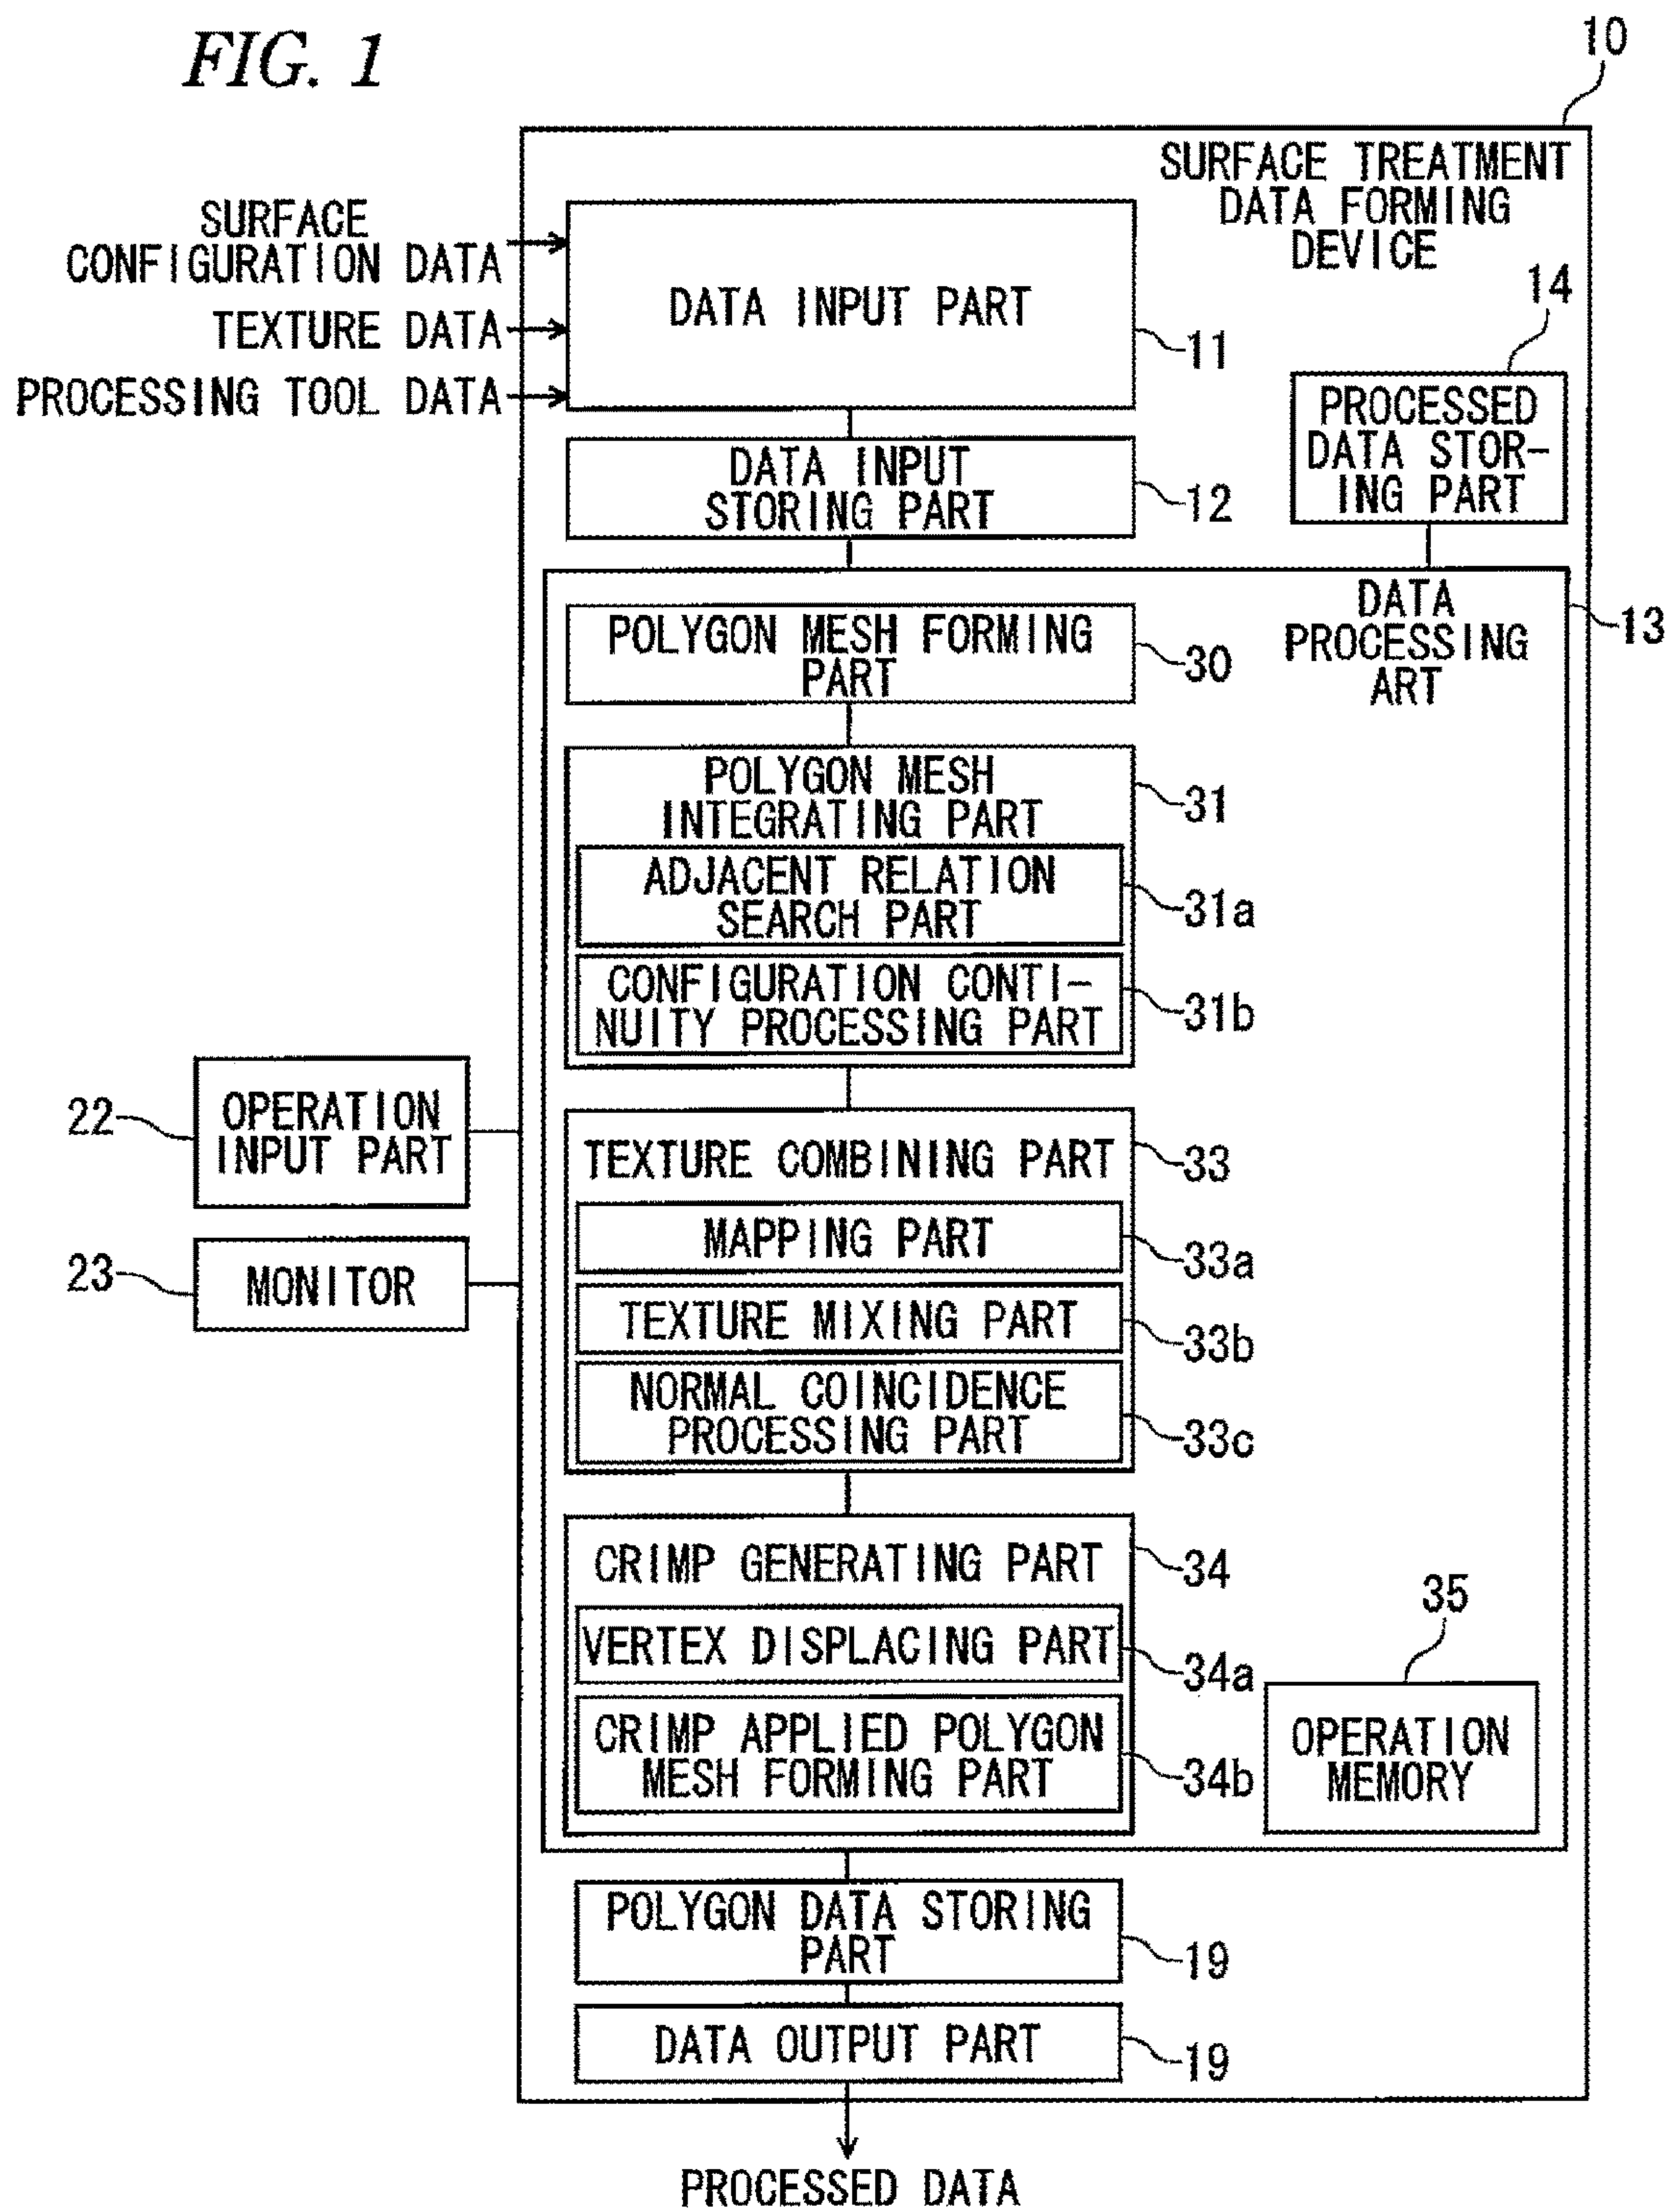 FIG. 1
10
SURFACE TREATMENT
DATA FORMING
DEVICE
SURFACE
CONFIGURATION DATA
TEXTURE DATA
PROCESSING TOOL DATA
DATA INPUT PART
11
14
PROCESSED
DATA STOR-
ING PART
DATA INPUT
STORING PART
12
DATA
PROCESSING
ART
13
POLYGON MESH FORMING
PART
30
POLYGON MESH
INTEGRATING PART
31
ADJACENT RELATION
SEARCH PART
31a
CONFIGURATION CONTI-
NUITY PROCESSING PART
31b
22
OPERATION
INPUT PART
TEXTURE COMBINING PART
33
MAPPING PART
33a
23
MONITOR
TEXTURE MIXING PART
33b
NORMAL COINCIDENCE
PROCESSING PART
33c
CRIMP GENERATING PART
34
VERTEX DISPLACING PART
34a
CRIMP APPLIED POLYGON
MESH FORMING PART
34b
35
OPERATION
MEMORY
POLYGON DATA STORING
PART
19
DATA OUTPUT PART
19
PROCESSED DATA